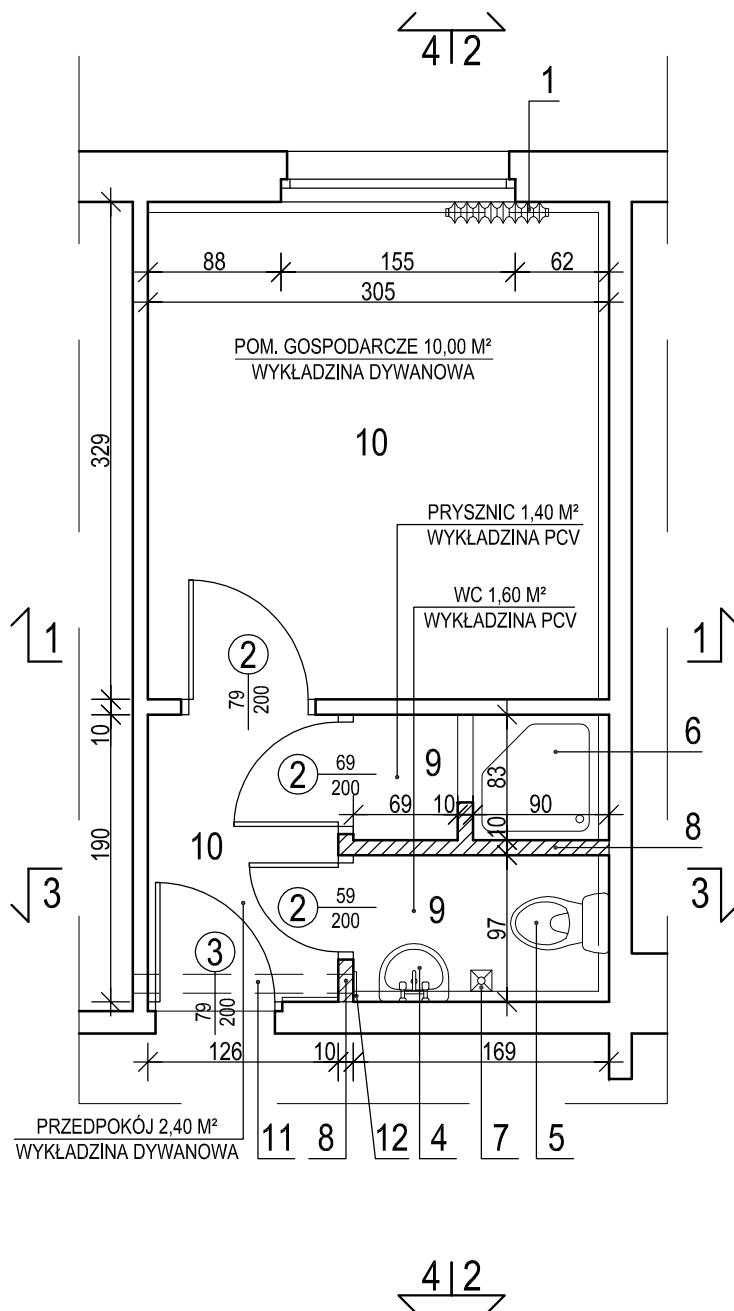 4 2
1
88 155 62
305
POM. GOSPODARCZE 10,00 M²
WYKŁADZINA DYWANOWA
329
10
PRYSZNIC 1,40 M²
WYKŁADZINA PCV
WC 1,60 M²
WYKŁADZINA PCV
1 1
2
79
200
10
6
2
69
200
9
83
69 10 90
10
8
10
190
3 3
2
59
200
9
97
3
79
200
126 10 169
PRZEDPOKÓJ 2,40 M²
WYKŁADZINA DYWANOWA
11 8 12 4 7 5
4 2